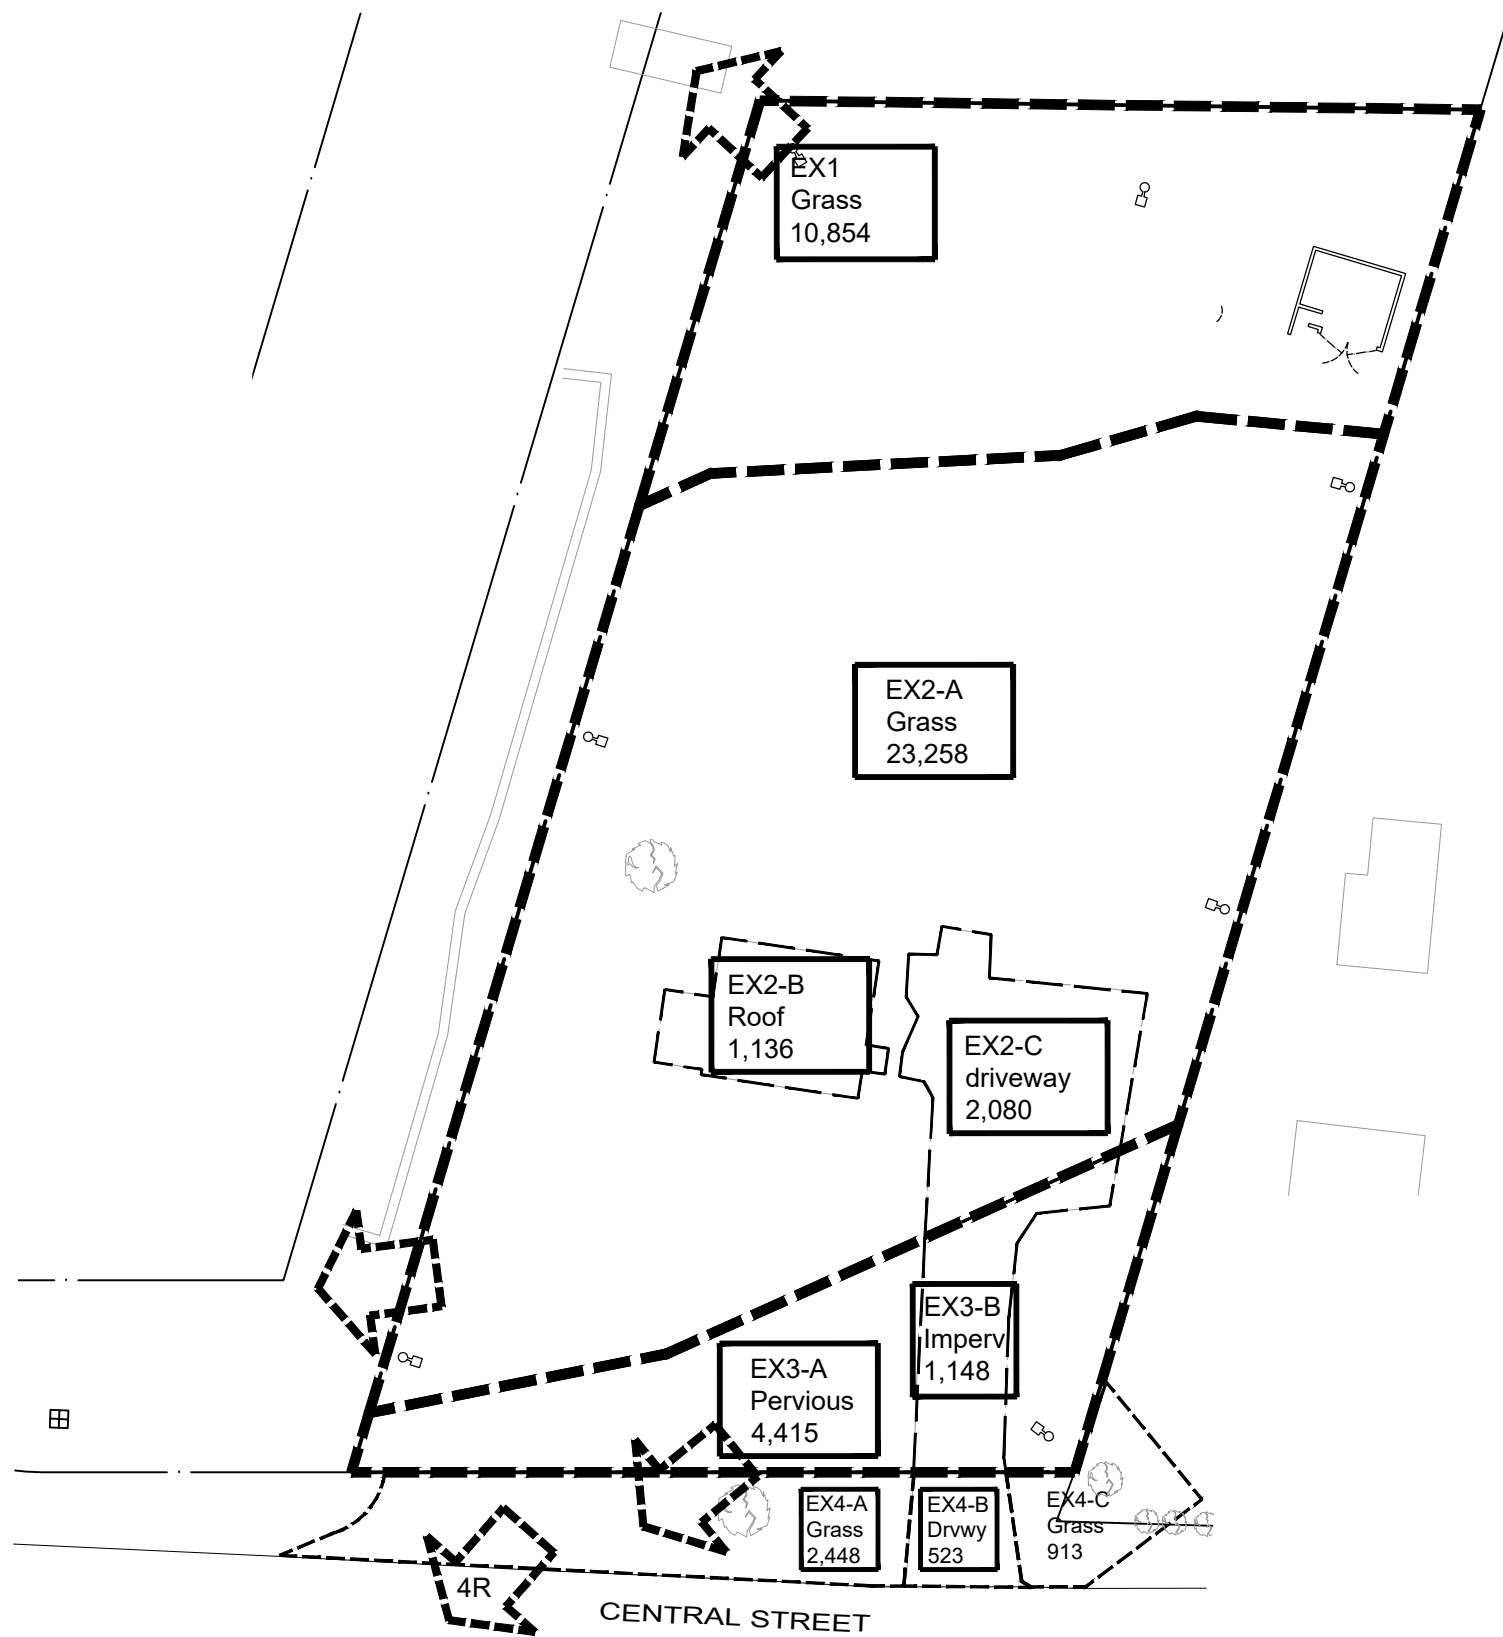 EX1
Grass
10,854
EX2-A
Grass
23,258
EX2-B
Roof
1,136
EX2-C
driveway
2,080
EX3-B
Imperv
1,148
EX3-A
Pervious
4,415
EX4-A
Grass
2,448
EX4-B
Drvwy
523
EX4-C
Grass
913
4R
CENTRAL STREET